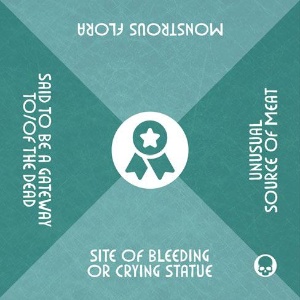 MONSTROUS FLORA
SAID TO BE A GATEWAY
TO/OF THE DEAD
UNUSUAL
SOURCE OF MEAT
SITE OF BLEEDING
OR CRYING STATUE